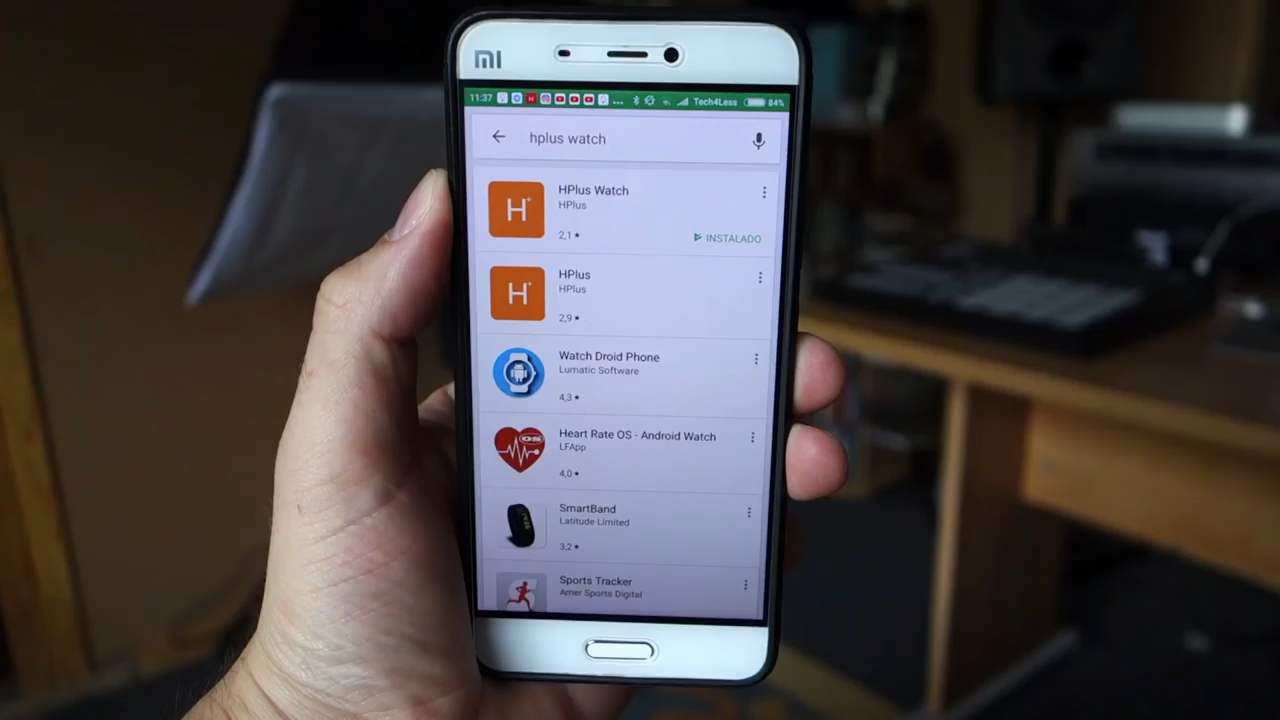 mi
11:37 ... Tech4Less 84%
hplus watch
H+
HPlus Watch
HPlus
2,1★
INSTALADO
H+
HPlus
HPlus
2,9★
Watch Droid Phone
Lumatic Software
4,3★
OS
Heart Rate OS - Android Watch
LFApp
4,0★
SmartBand
Latitude Limited
3,2★
Sports Tracker
Amer Sports Digital